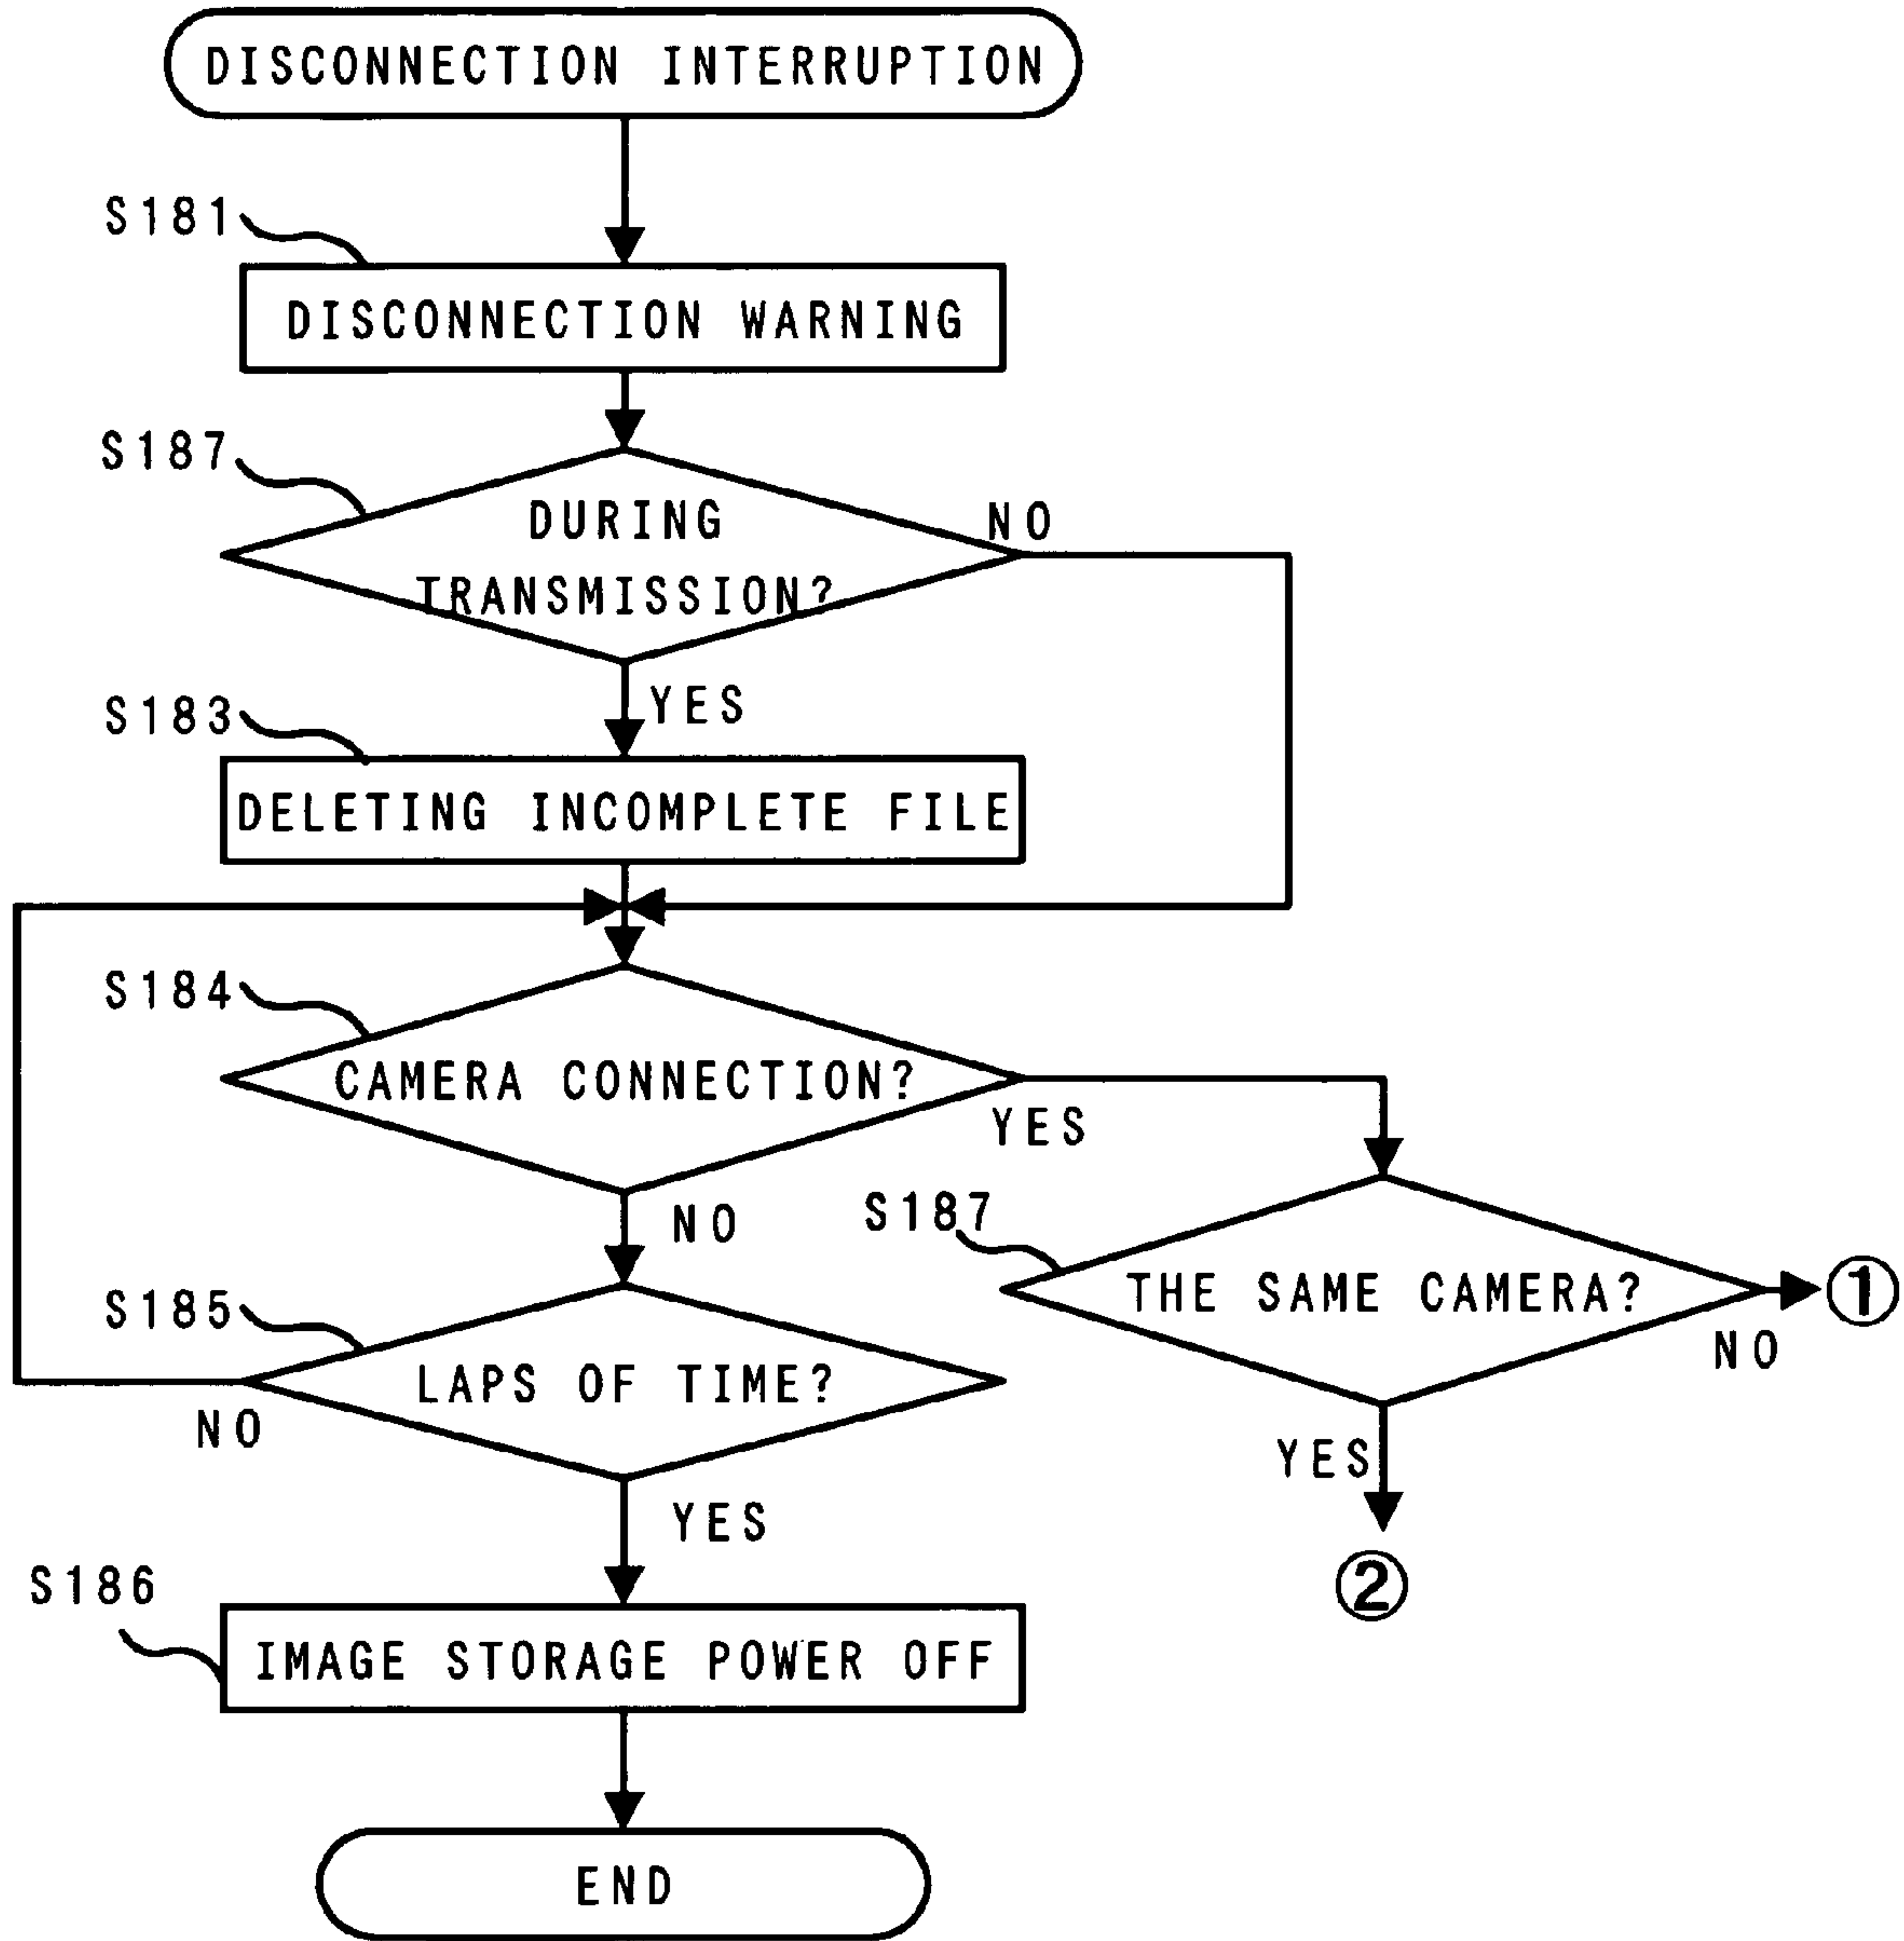 DISCONNECTION INTERRUPTION
S181
DISCONNECTION WARNING
S187
DURING
NO
TRANSMISSION?
YES
S183
DELETING INCOMPLETE FILE
S184
CAMERA CONNECTION?
YES
NO
S187
THE SAME CAMERA?
①
NO
S185
LAPS OF TIME?
NO
YES
YES
②
S186
IMAGE STORAGE POWER OFF
END